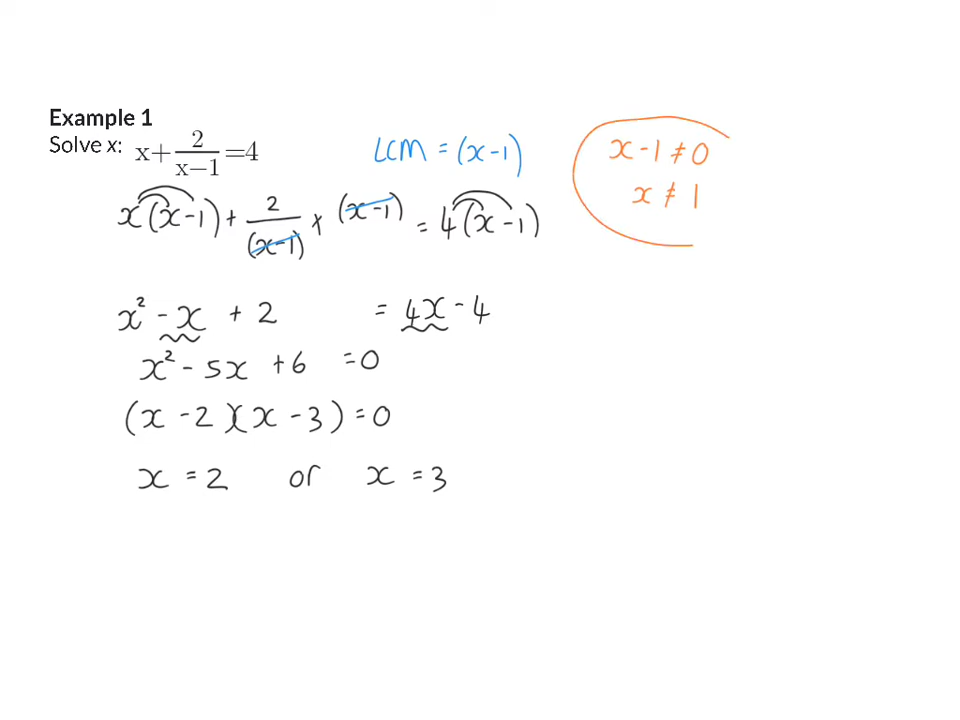 Example 1
Solve x: x+ 2/(x−1) =4
LCM = (x-1)
x - 1 ≠ 0
x ≠ 1
x(x-1) + 2/(x-1) × (x-1) = 4(x-1)
x² - x + 2 = 4x - 4
x² - 5x + 6 = 0
(x - 2)(x - 3) = 0
x = 2 or x = 3